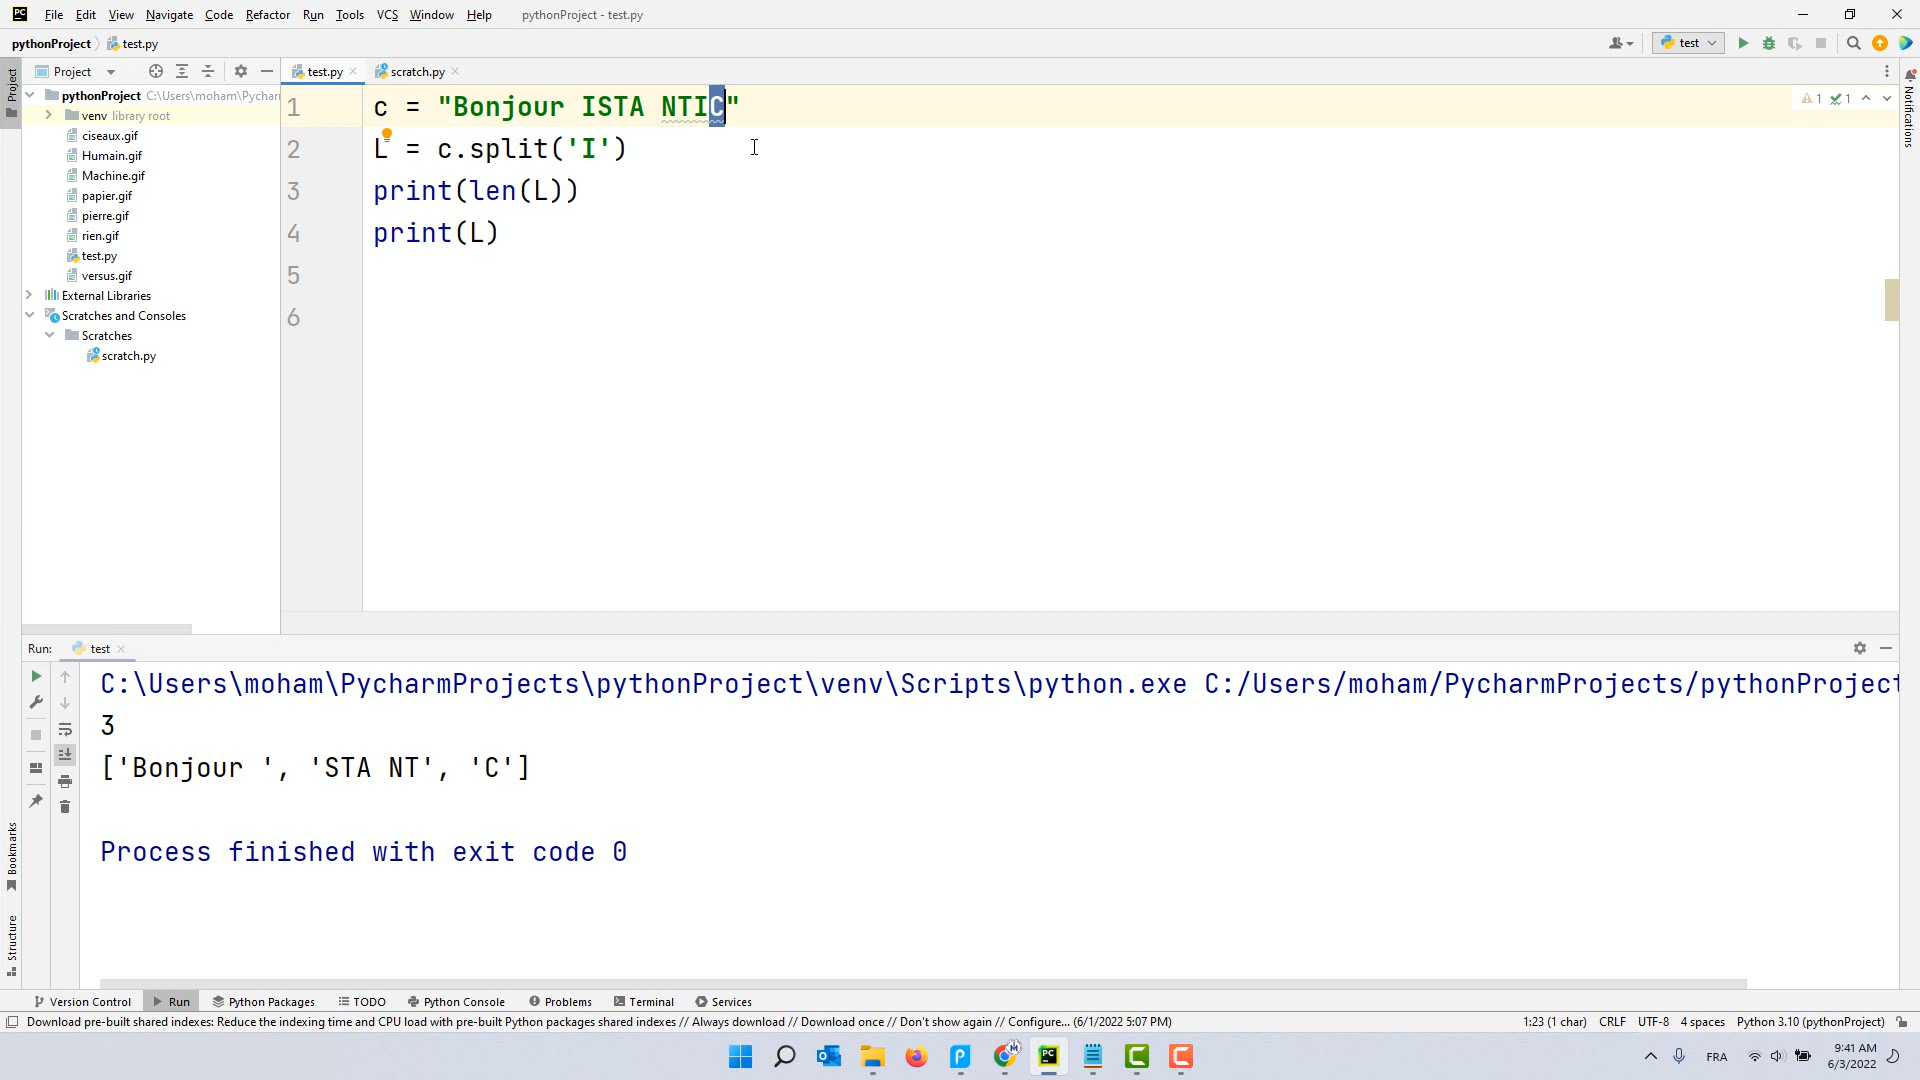 File Edit View Navigate Code Refactor Run Tools VCS Window Help pythonProject - test.py
pythonProject test.py test
Project test.py scratch.py
Project
Notifications
pythonProject C:\Users\moham\Pychar
venv library root
ciseaux.gif
Humain.gif
Machine.gif
papier.gif
pierre.gif
rien.gif
test.py
versus.gif
External Libraries
Scratches and Consoles
Scratches
scratch.py
1 c = "Bonjour ISTA NTIC"
2 L = c.split('I')
3 print(len(L))
4 print(L)
5
6
1 1
Run: test
C:\Users\moham\PycharmProjects\pythonProject\venv\Scripts\python.exe C:/Users/moham/PycharmProjects/pythonProject
3
['Bonjour ', 'STA NT', 'C']
Process finished with exit code 0
Bookmarks
Structure
Version Control Run Python Packages TODO Python Console Problems Terminal Services
Download pre-built shared indexes: Reduce the indexing time and CPU load with pre-built Python packages shared indexes // Always download // Download once // Don't show again // Configure... (6/1/2022 5:07 PM) 1:23 (1 char) CRLF UTF-8 4 spaces Python 3.10 (pythonProject)
FRA 9:41 AM
6/3/2022